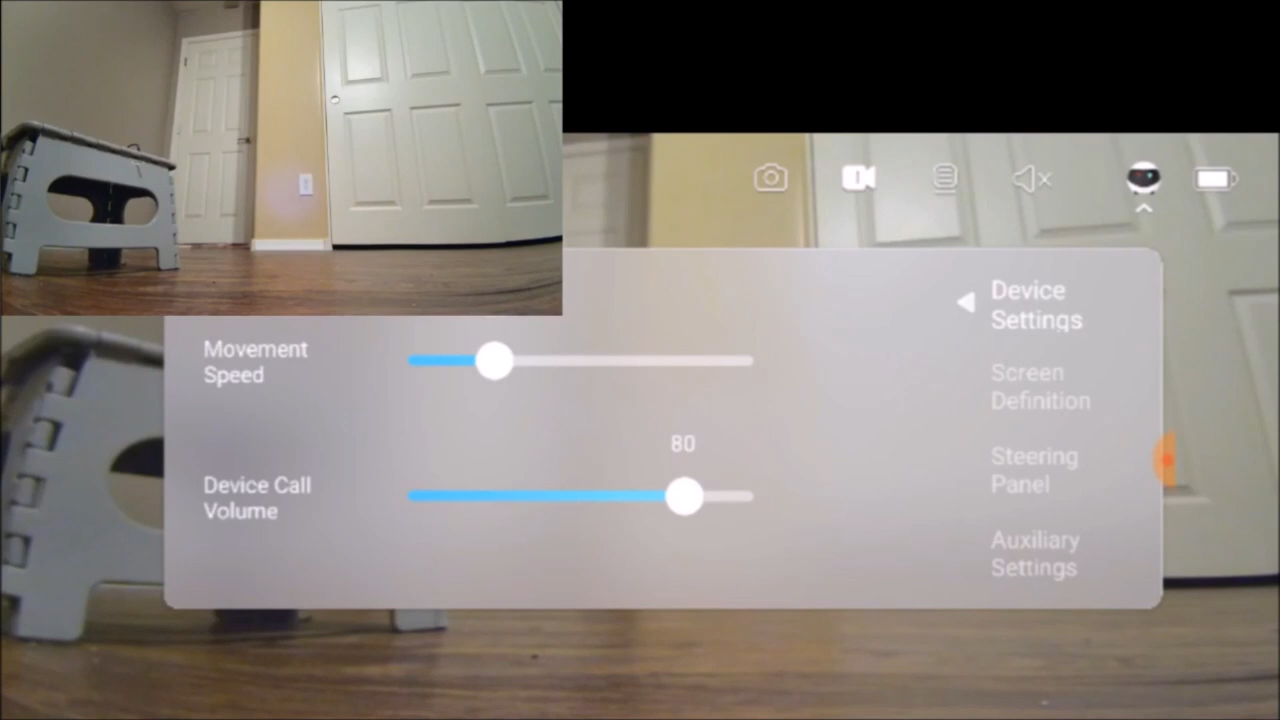 Device
Settings
Movement
Speed
Screen
Definition
80
Steering
Panel
Device Call
Volume
Auxiliary
Settings